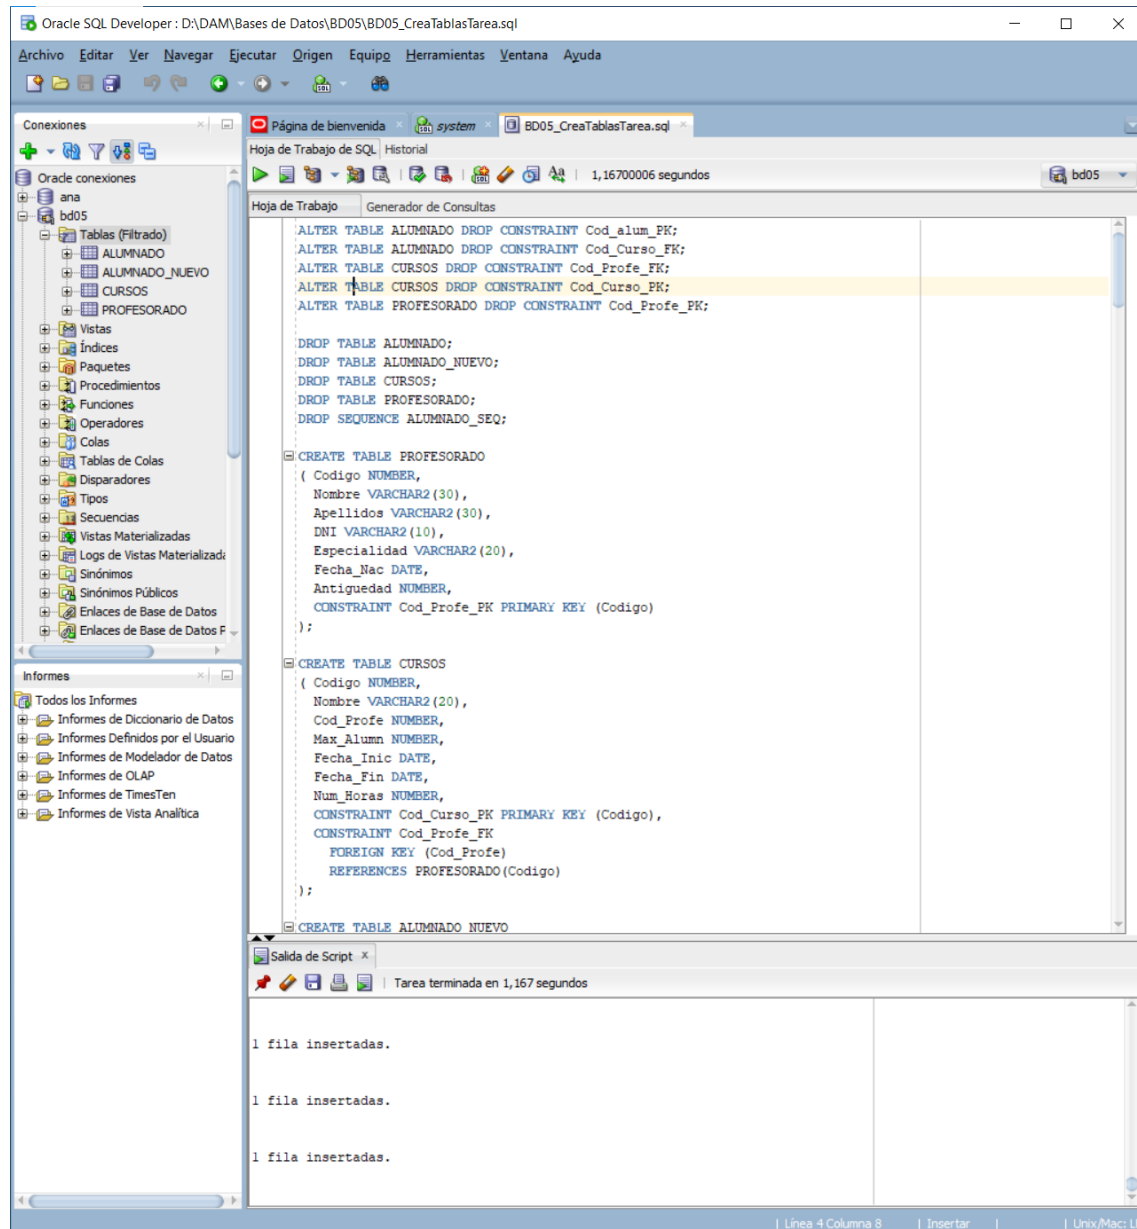 Oracle SQL Developer : D:\DAM\Bases de Datos\BD05\BD05_CreaTablasTarea.sql
Archivo Editar Ver Navegar Ejecutar Origen Equipo Herramientas Ventana Ayuda
Conexiones
Oracle conexiones
ana
bd05
Tablas (Filtrado)
ALUMNADO
ALUMNADO_NUEVO
CURSOS
PROFESORADO
Vistas
Índices
Paquetes
Procedimientos
Funciones
Operadores
Colas
Tablas de Colas
Disparadores
Tipos
Secuencias
Vistas Materializadas
Logs de Vistas Materializada
Sinónimos
Sinónimos Públicos
Enlaces de Base de Datos
Enlaces de Base de Datos P
Informes
Todos los Informes
Informes de Diccionario de Datos
Informes Definidos por el Usuario
Informes de Modelador de Datos
Informes de OLAP
Informes de TimesTen
Informes de Vista Analítica
Página de bienvenida system BD05_CreaTablasTarea.sql
Hoja de Trabajo de SQL Historial
1,16700006 segundos bd05
Hoja de Trabajo Generador de Consultas
ALTER TABLE ALUMNADO DROP CONSTRAINT Cod_alum_PK;
ALTER TABLE ALUMNADO DROP CONSTRAINT Cod_Curso_FK;
ALTER TABLE CURSOS DROP CONSTRAINT Cod_Profe_FK;
ALTER TABLE CURSOS DROP CONSTRAINT Cod_Curso_PK;
ALTER TABLE PROFESORADO DROP CONSTRAINT Cod_Profe_PK;
DROP TABLE ALUMNADO;
DROP TABLE ALUMNADO_NUEVO;
DROP TABLE CURSOS;
DROP TABLE PROFESORADO;
DROP SEQUENCE ALUMNADO_SEQ;
CREATE TABLE PROFESORADO
( Codigo NUMBER,
Nombre VARCHAR2(30),
Apellidos VARCHAR2(30),
DNI VARCHAR2(10),
Especialidad VARCHAR2(20),
Fecha_Nac DATE,
Antiguedad NUMBER,
CONSTRAINT Cod_Profe_PK PRIMARY KEY (Codigo)
);
CREATE TABLE CURSOS
( Codigo NUMBER,
Nombre VARCHAR2(20),
Cod_Profe NUMBER,
Max_Alumn NUMBER,
Fecha_Inic DATE,
Fecha_Fin DATE,
Num_Horas NUMBER,
CONSTRAINT Cod_Curso_PK PRIMARY KEY (Codigo),
CONSTRAINT Cod_Profe_FK
FOREIGN KEY (Cod_Profe)
REFERENCES PROFESORADO(Codigo)
);
CREATE TABLE ALUMNADO_NUEVO
Salida de Script
Tarea terminada en 1,167 segundos
1 fila insertadas.
1 fila insertadas.
1 fila insertadas.
Línea 4 Columna 8 Insertar Unix/Mac: